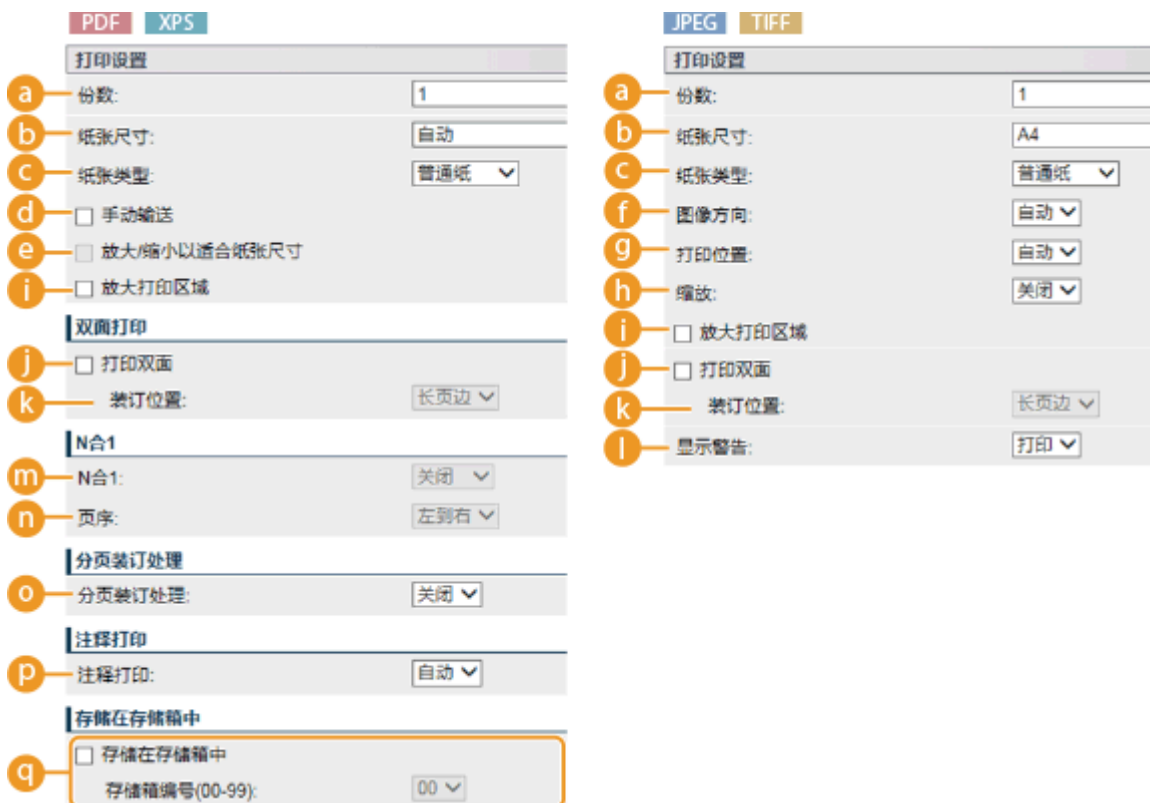 PDF XPS
打印设置
a 份数: 1
b 纸张尺寸: 自动
c 纸张类型: 普通纸
d 手动输送
e 放大/缩小以适合纸张尺寸
i 放大打印区域
双面打印
j 打印双面
k 装订位置: 长页边
N合1
m N合1: 关闭
n 页序: 左到右
分页装订处理
o 分页装订处理: 关闭
注释打印
p 注释打印: 自动
存储在存储箱中
q 存储在存储箱中
存储箱编号(00-99): 00
JPEG TIFF
打印设置
a 份数: 1
b 纸张尺寸: A4
c 纸张类型: 普通纸
f 图像方向: 自动
g 打印位置: 自动
h 缩放: 关闭
i 放大打印区域
j 打印双面
k 装订位置: 长页边
l 显示警告: 打印